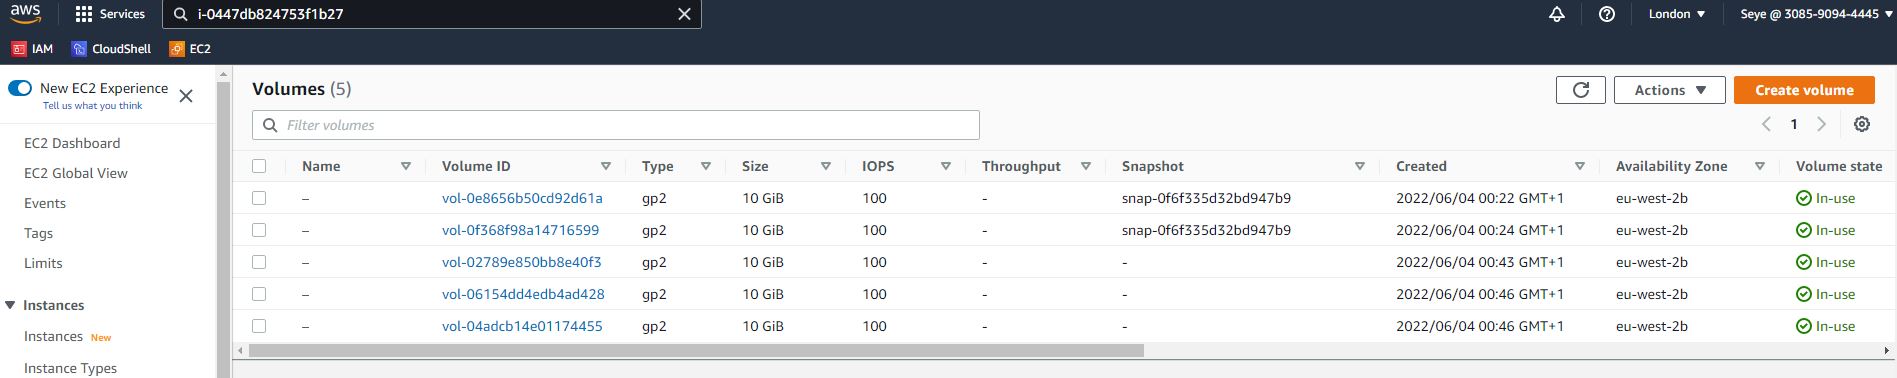 aws Services i-0447db824753f1b27 London Seye @ 3085-9094-4445
IAM CloudShell EC2
New EC2 Experience
Tell us what you think
EC2 Dashboard
EC2 Global View
Events
Tags
Limits
Instances
Instances New
Instance Types
Volumes (5) Actions Create volume
Filter volumes 1
Name Volume ID Type Size IOPS Throughput Snapshot Created Availability Zone Volume state
– vol-0e8656b50cd92d61a gp2 10 GiB 100 - snap-0f6f335d32bd947b9 2022/06/04 00:22 GMT+1 eu-west-2b In-use
– vol-0f368f98a14716599 gp2 10 GiB 100 - snap-0f6f335d32bd947b9 2022/06/04 00:24 GMT+1 eu-west-2b In-use
– vol-02789e850bb8e40f3 gp2 10 GiB 100 - - 2022/06/04 00:43 GMT+1 eu-west-2b In-use
– vol-06154dd4edb4ad428 gp2 10 GiB 100 - - 2022/06/04 00:46 GMT+1 eu-west-2b In-use
– vol-04adcb14e01174455 gp2 10 GiB 100 - - 2022/06/04 00:46 GMT+1 eu-west-2b In-use